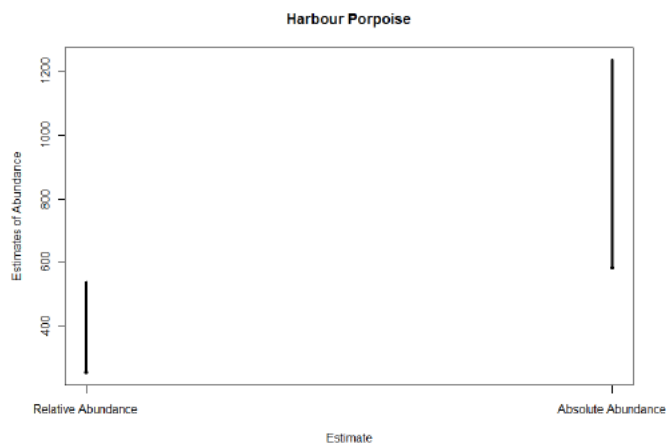 Harbour Porpoise
Estimates of Abundance
1200
1000
800
600
400
Relative Abundance
Absolute Abundance
Estimate